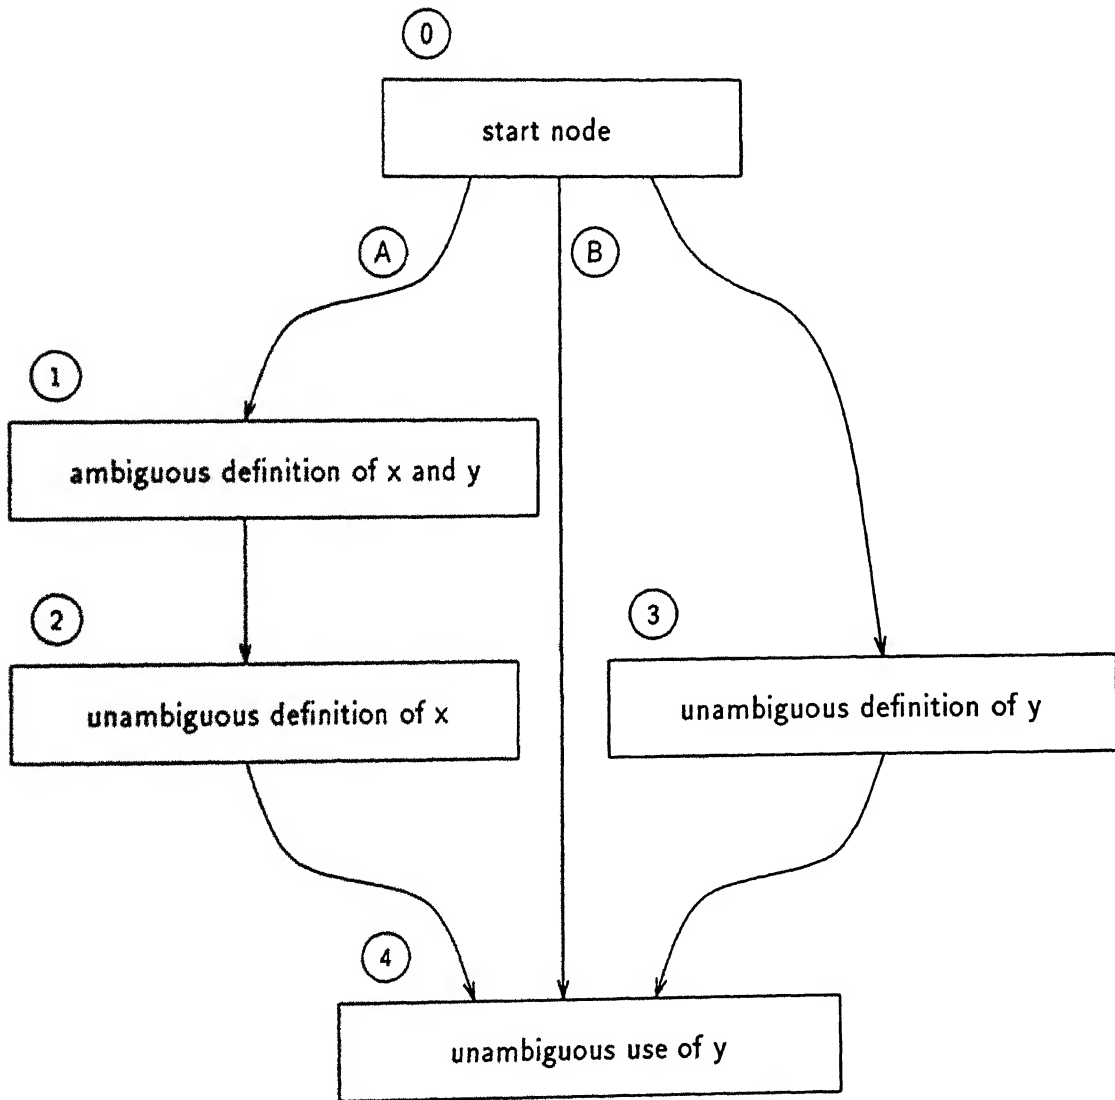 0
start node
A
B
1
ambiguous definition of x and y
2
3
unambiguous definition of x
unambiguous definition of y
4
unambiguous use of y